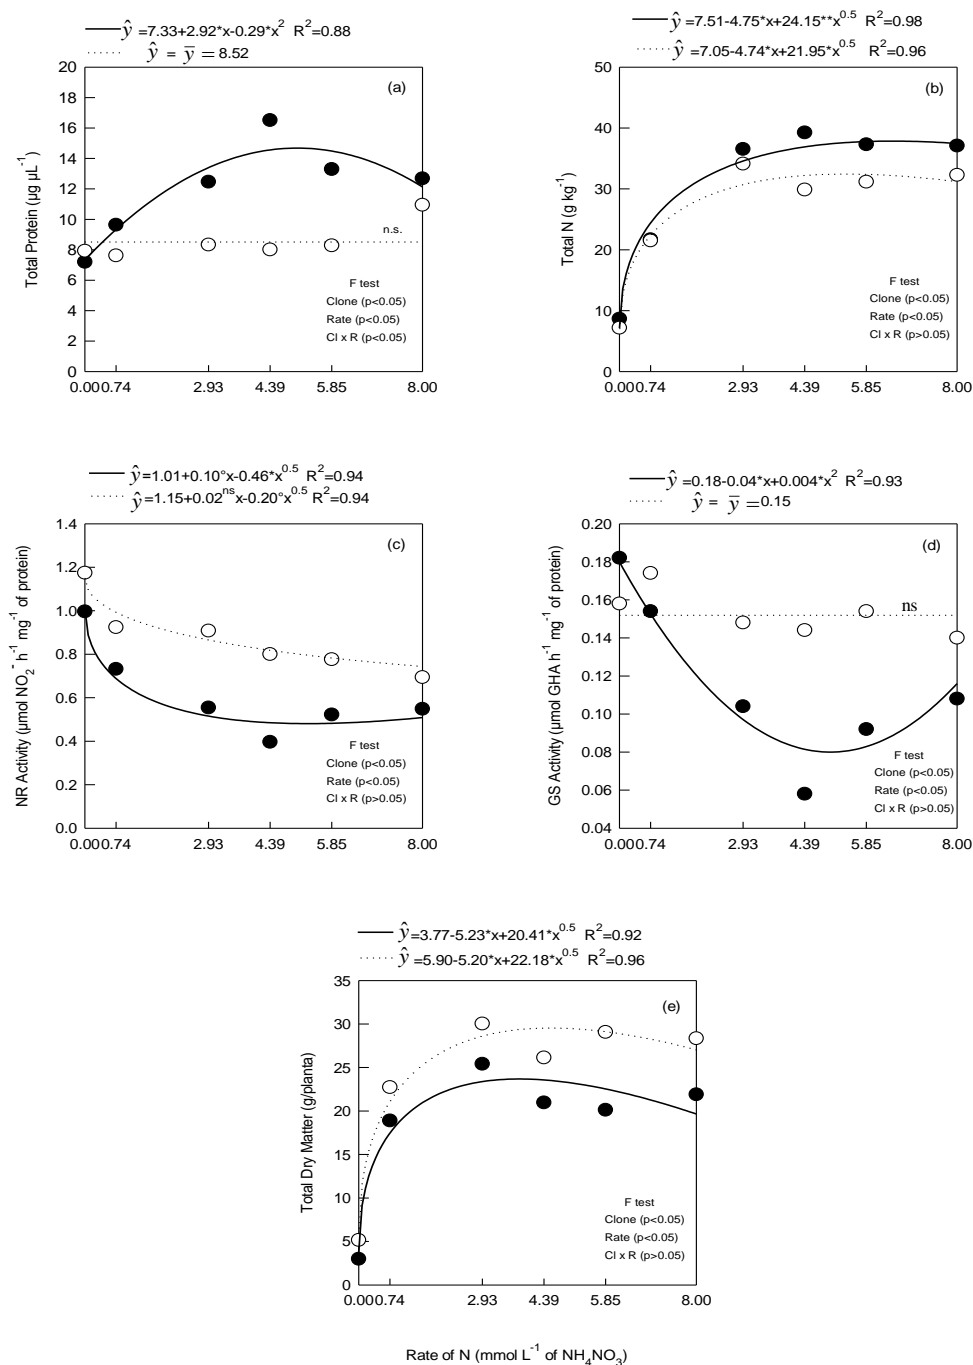 ŷ =7.33+2.92*x-0.29*x² R²=0.88
ŷ = ȳ = 8.52
20
18
16
14
12
10
8
6
4
2
0
Total Protein (µg µL⁻¹)
(a)
n.s.
F test
Clone (p<0.05)
Rate (p<0.05)
Cl x R (p<0.05)
0.00 0.74 2.93 4.39 5.85 8.00
ŷ =7.51-4.75*x+24.15**x⁰·⁵ R²=0.98
ŷ =7.05-4.74*x+21.95*x⁰·⁵ R²=0.96
50
40
30
20
10
0
Total N (g kg⁻¹)
(b)
F test
Clone (p<0.05)
Rate (p<0.05)
Cl x R (p>0.05)
0.00 0.74 2.93 4.39 5.85 8.00
ŷ=1.01+0.10°x-0.46*x⁰·⁵ R²=0.94
ŷ=1.15+0.02ⁿˢx-0.20°x⁰·⁵ R²=0.94
1.4
1.2
1.0
0.8
0.6
0.4
0.2
0.0
NR Activity (µmol NO₂⁻ h⁻¹ mg⁻¹ of protein)
(c)
F test
Clone (p<0.05)
Rate (p<0.05)
Cl x R (p>0.05)
0.00 0.74 2.93 4.39 5.85 8.00
ŷ=0.18-0.04*x+0.004*x² R²=0.93
ŷ = ȳ =0.15
0.20
0.18
0.16
0.14
0.12
0.10
0.08
0.06
0.04
GS Activity (µmol GHA h⁻¹ mg⁻¹ of protein)
(d)
ns
F test
Clone (p<0.05)
Rate (p<0.05)
Cl x R (p>0.05)
0.00 0.74 2.93 4.39 5.85 8.00
ŷ =3.77-5.23*x+20.41*x⁰·⁵ R²=0.92
ŷ =5.90-5.20*x+22.18*x⁰·⁵ R²=0.96
35
30
25
20
15
10
5
0
Total Dry Matter (g/planta)
(e)
F test
Clone (p<0.05)
Rate (p<0.05)
Cl x R (p>0.05)
0.00 0.74 2.93 4.39 5.85 8.00
Rate of N (mmol L⁻¹ of NH₄NO₃)